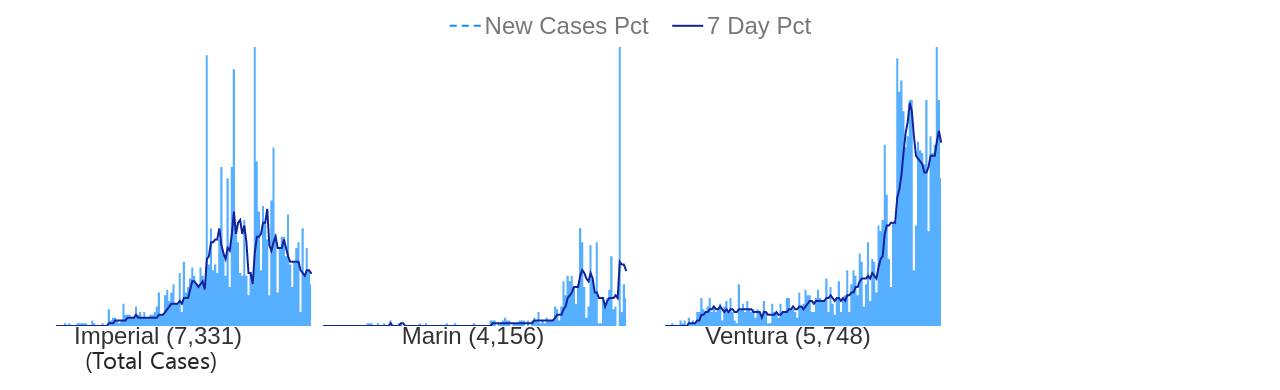 New Cases Pct 7 Day Pct
Imperial (7,331) Marin (4,156) Ventura (5,748)
(Total Cases)